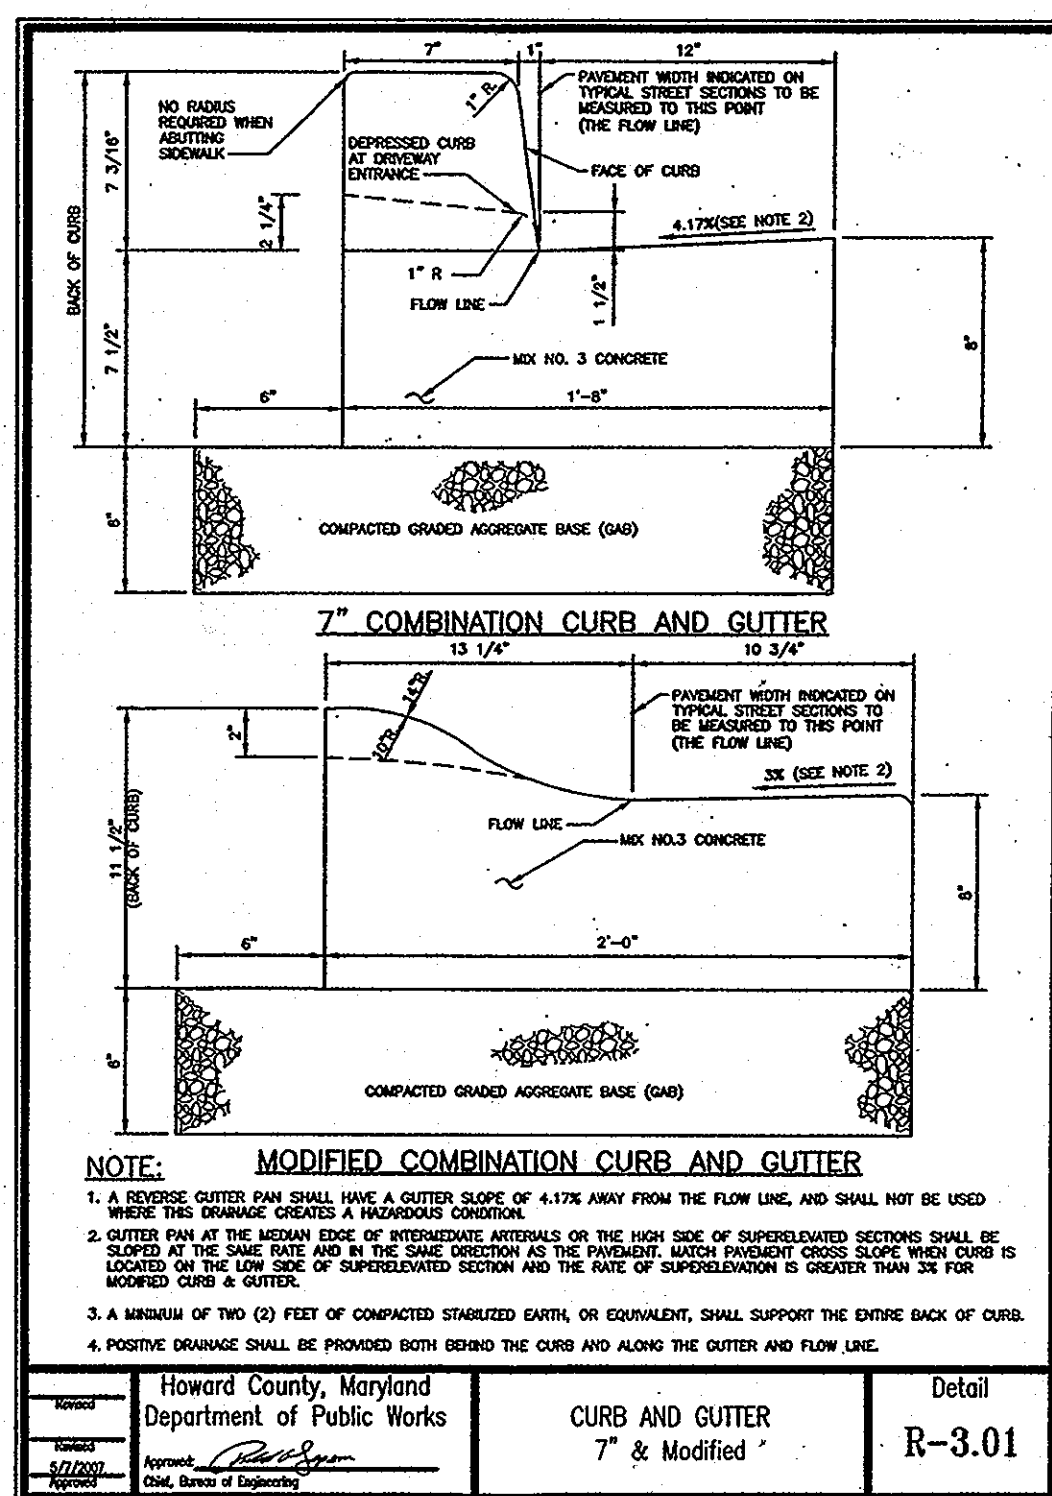 7" 1" 12"
NO RADIUS
REQUIRED WHEN
ABUTTING
SIDEWALK
1" R.
PAVEMENT WIDTH INDICATED ON
TYPICAL STREET SECTIONS TO BE
MEASURED TO THIS POINT
(THE FLOW LINE)
DEPRESSED CURB
AT DRIVEWAY
ENTRANCE
FACE OF CURB
BACK OF CURB
7 3/16"
2 1/4"
4.17%(SEE NOTE 2)
1" R
FLOW LINE
1 1/2"
7 1/2"
8"
MIX NO. 3 CONCRETE
6" 1'-8"
6"
COMPACTED GRADED AGGREGATE BASE (GAB)
7" COMBINATION CURB AND GUTTER
13 1/4" 10 3/4"
14"R.
10"R.
2"
PAVEMENT WIDTH INDICATED ON
TYPICAL STREET SECTIONS TO
BE MEASURED TO THIS POINT
(THE FLOW LINE)
3% (SEE NOTE 2)
FLOW LINE
MIX NO.3 CONCRETE
11 1/2"
(BACK OF CURB)
8"
6" 2'-0"
6"
COMPACTED GRADED AGGREGATE BASE (GAB)
MODIFIED COMBINATION CURB AND GUTTER
NOTE:
1. A REVERSE GUTTER PAN SHALL HAVE A GUTTER SLOPE OF 4.17% AWAY FROM THE FLOW LINE, AND SHALL NOT BE USED
WHERE THIS DRAINAGE CREATES A HAZARDOUS CONDITION.
2. GUTTER PAN AT THE MEDIAN EDGE OF INTERMEDIATE ARTERIALS OR THE HIGH SIDE OF SUPERELEVATED SECTIONS SHALL BE
SLOPED AT THE SAME RATE AND IN THE SAME DIRECTION AS THE PAVEMENT. MATCH PAVEMENT CROSS SLOPE WHEN CURB IS
LOCATED ON THE LOW SIDE OF SUPERELEVATED SECTION AND THE RATE OF SUPERELEVATION IS GREATER THAN 3% FOR
MODIFIED CURB & GUTTER.
3. A MINIMUM OF TWO (2) FEET OF COMPACTED STABILIZED EARTH, OR EQUIVALENT, SHALL SUPPORT THE ENTIRE BACK OF CURB.
4. POSITIVE DRAINAGE SHALL BE PROVIDED BOTH BEHIND THE CURB AND ALONG THE GUTTER AND FLOW LINE.
Revised
Revised
5/7/2007
Approved
Howard County, Maryland
Department of Public Works
Approved:
Chief, Bureau of Engineering
CURB AND GUTTER
7" & Modified
Detail
R-3.01